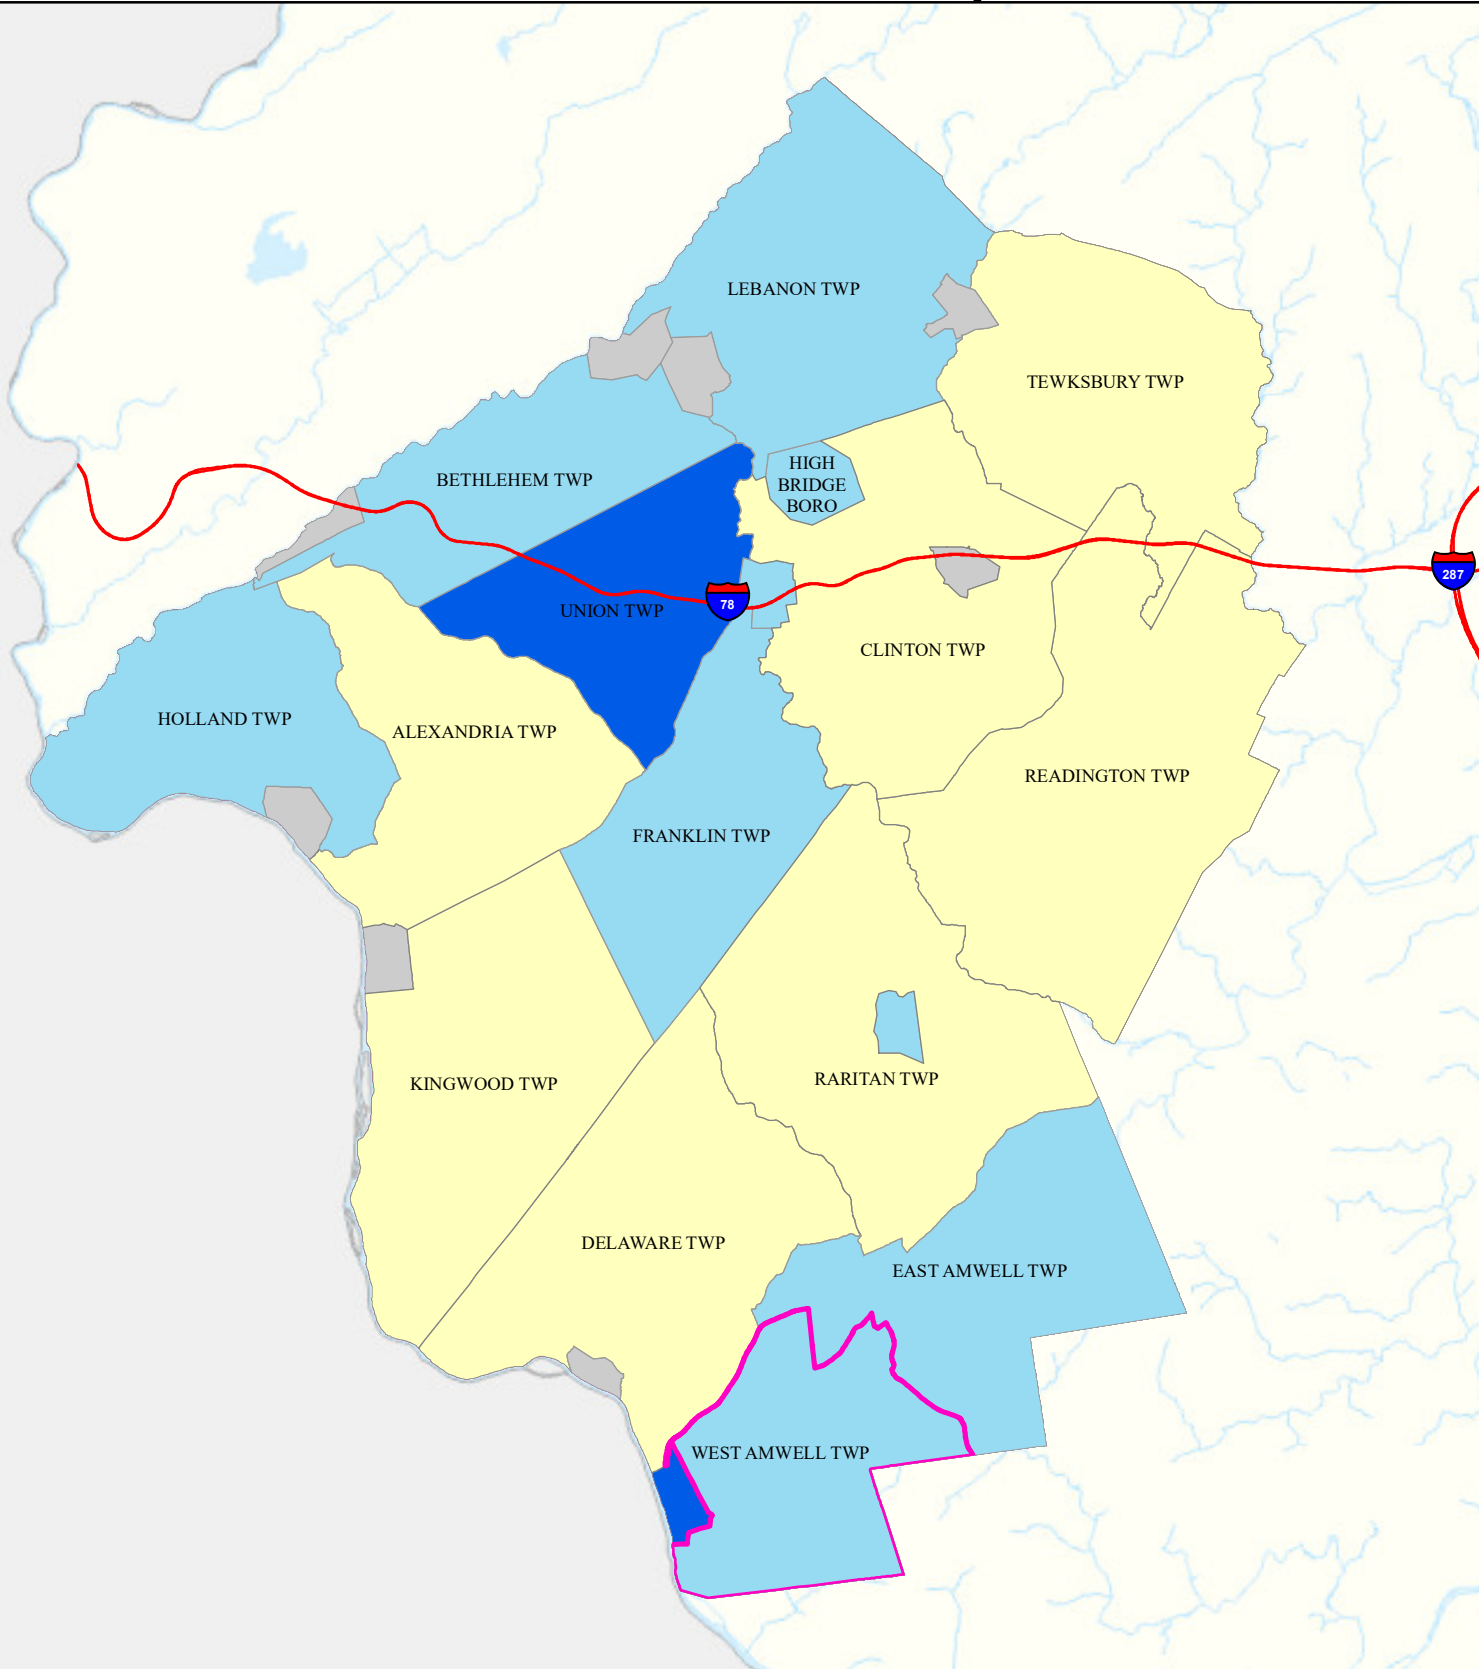 LEBANON TWP
TEWKSBURY TWP
HIGH
BRIDGE
BORO
BETHLEHEM TWP
287
78
UNION TWP
CLINTON TWP
HOLLAND TWP
ALEXANDRIA TWP
READINGTON TWP
FRANKLIN TWP
RARITAN TWP
KINGWOOD TWP
DELAWARE TWP
EAST AMWELL TWP
WEST AMWELL TWP